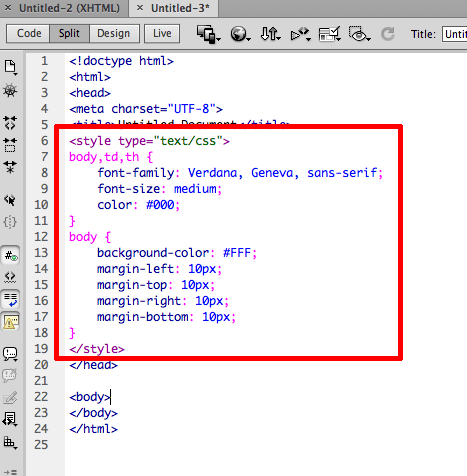 × Untitled-2 (XHTML) × Untitled-3*
Code Split Design Live Title:
1 <!doctype html>
2 <html>
3 <head>
4 <meta charset="UTF-8">
5 <title>Untitled Document</title>
6 <style type="text/css">
7 body,td,th {
8 font-family: Verdana, Geneva, sans-serif;
9 font-size: medium;
10 color: #000;
11 }
12 body {
13 background-color: #FFF;
14 margin-left: 10px;
15 margin-top: 10px;
16 margin-right: 10px;
17 margin-bottom: 10px;
18 }
19 </style>
20 </head>
21
22 <body>
23 </body>
24 </html>
25